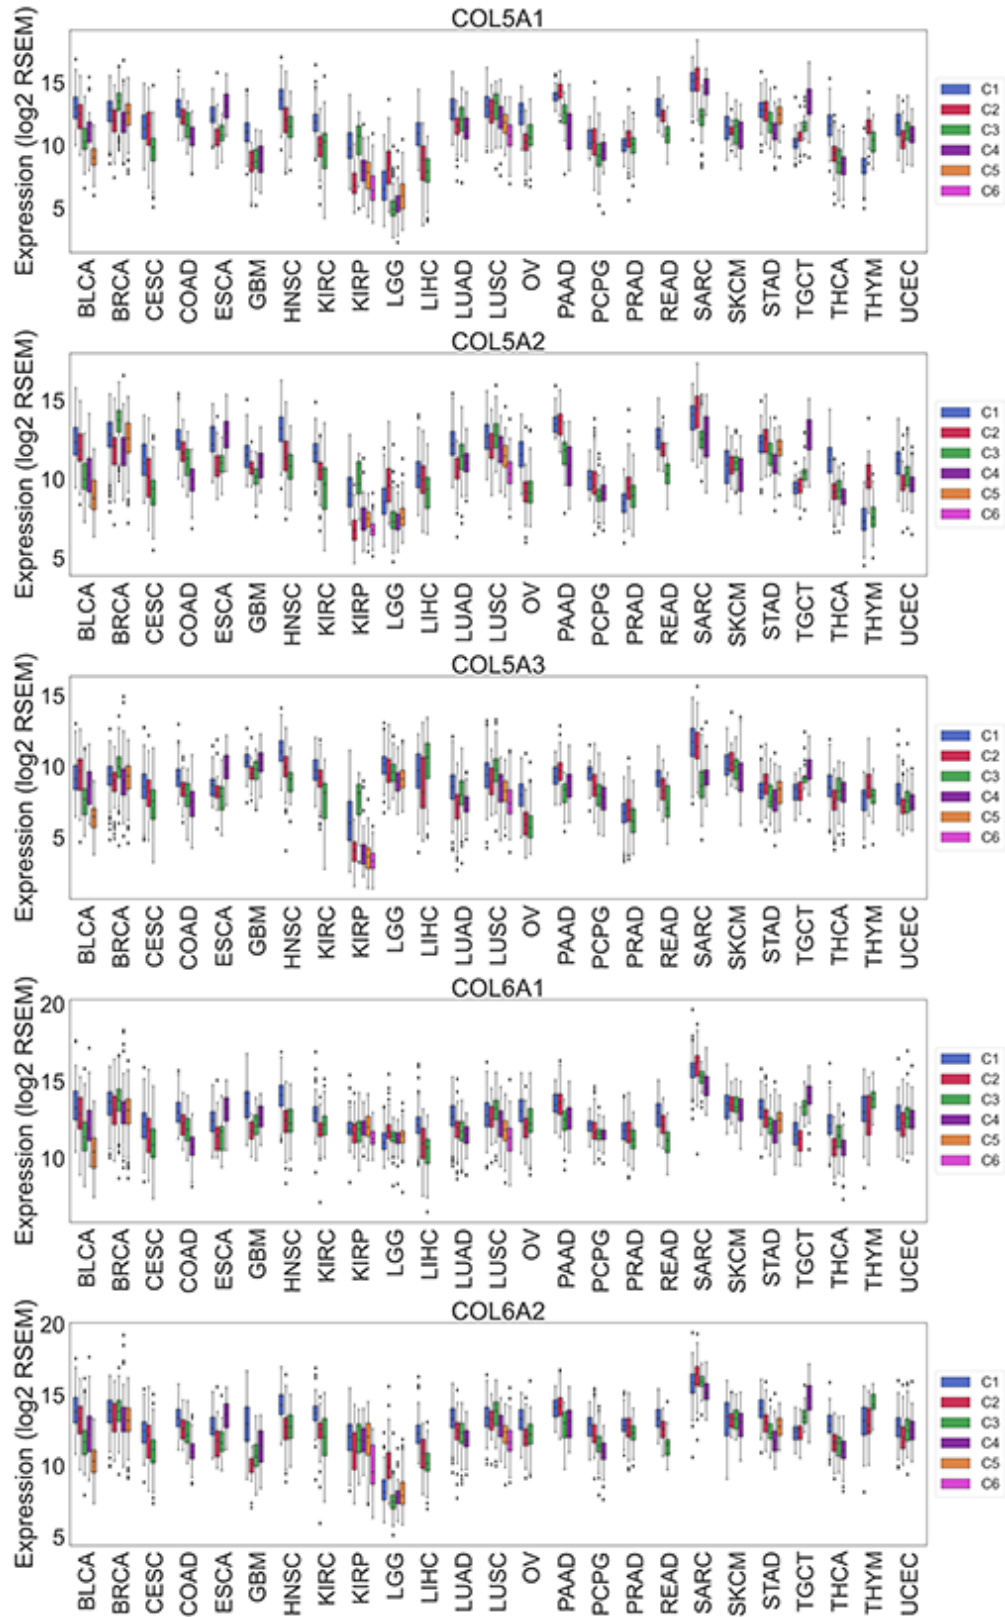 COL5A1
Expression (log2 RSEM)
15
10
5
C1
C2
C3
C4
C5
C6
BLCA BRCA CESC COAD ESCA GBM HNSC KIRC KIRP LGG LIHC LUAD LUSC OV PAAD PCPG PRAD READ SARC SKCM STAD TGCT THCA THYM UCEC
COL5A2
Expression (log2 RSEM)
15
10
5
C1
C2
C3
C4
C5
C6
BLCA BRCA CESC COAD ESCA GBM HNSC KIRC KIRP LGG LIHC LUAD LUSC OV PAAD PCPG PRAD READ SARC SKCM STAD TGCT THCA THYM UCEC
COL5A3
Expression (log2 RSEM)
15
10
5
C1
C2
C3
C4
C5
C6
BLCA BRCA CESC COAD ESCA GBM HNSC KIRC KIRP LGG LIHC LUAD LUSC OV PAAD PCPG PRAD READ SARC SKCM STAD TGCT THCA THYM UCEC
COL6A1
Expression (log2 RSEM)
20
15
10
C1
C2
C3
C4
C5
C6
BLCA BRCA CESC COAD ESCA GBM HNSC KIRC KIRP LGG LIHC LUAD LUSC OV PAAD PCPG PRAD READ SARC SKCM STAD TGCT THCA THYM UCEC
COL6A2
Expression (log2 RSEM)
20
15
10
5
C1
C2
C3
C4
C5
C6
BLCA BRCA CESC COAD ESCA GBM HNSC KIRC KIRP LGG LIHC LUAD LUSC OV PAAD PCPG PRAD READ SARC SKCM STAD TGCT THCA THYM UCEC